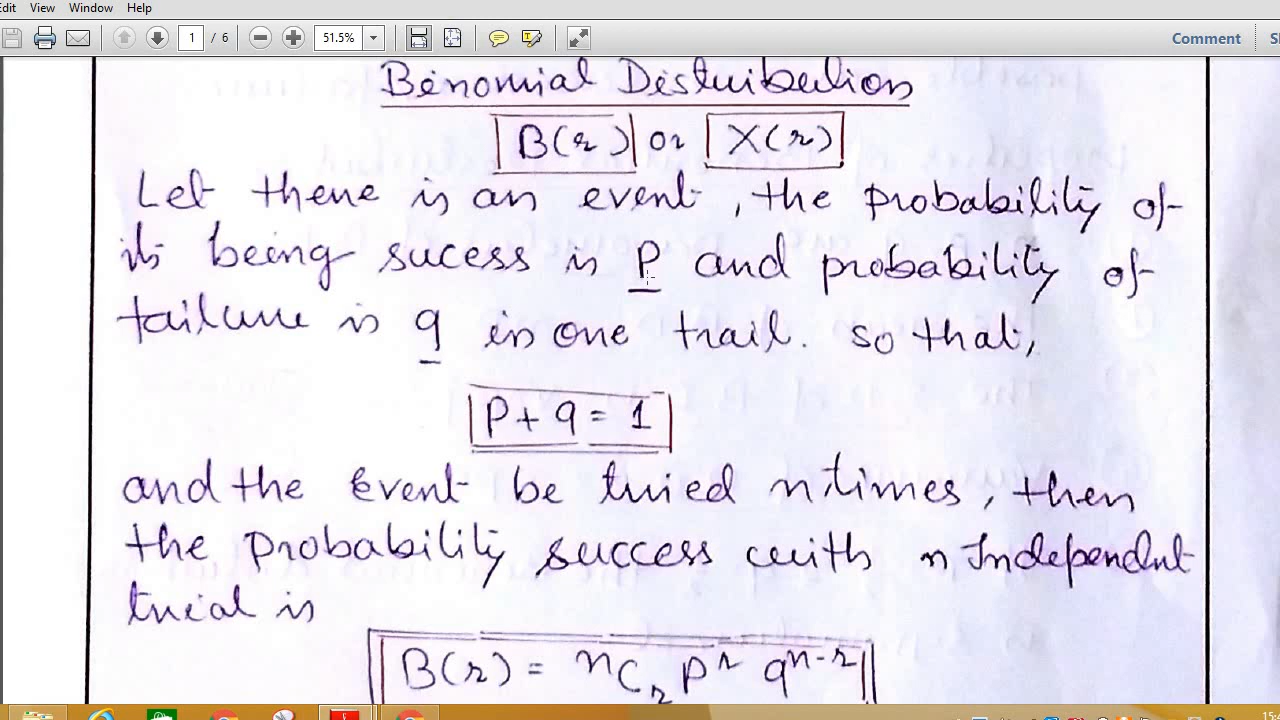 Edit View Window Help
1 / 6 51.5% Comment
Binomial Distribution
B(r) or X(r)
Let there is an event, the probability of
its being sucess is P and probability of
failure is q in one trail. so that,
P + q = 1
and the Event be tried n times, then
the probability success with n Independent
trial is
B(r) = nCr pr qn-r